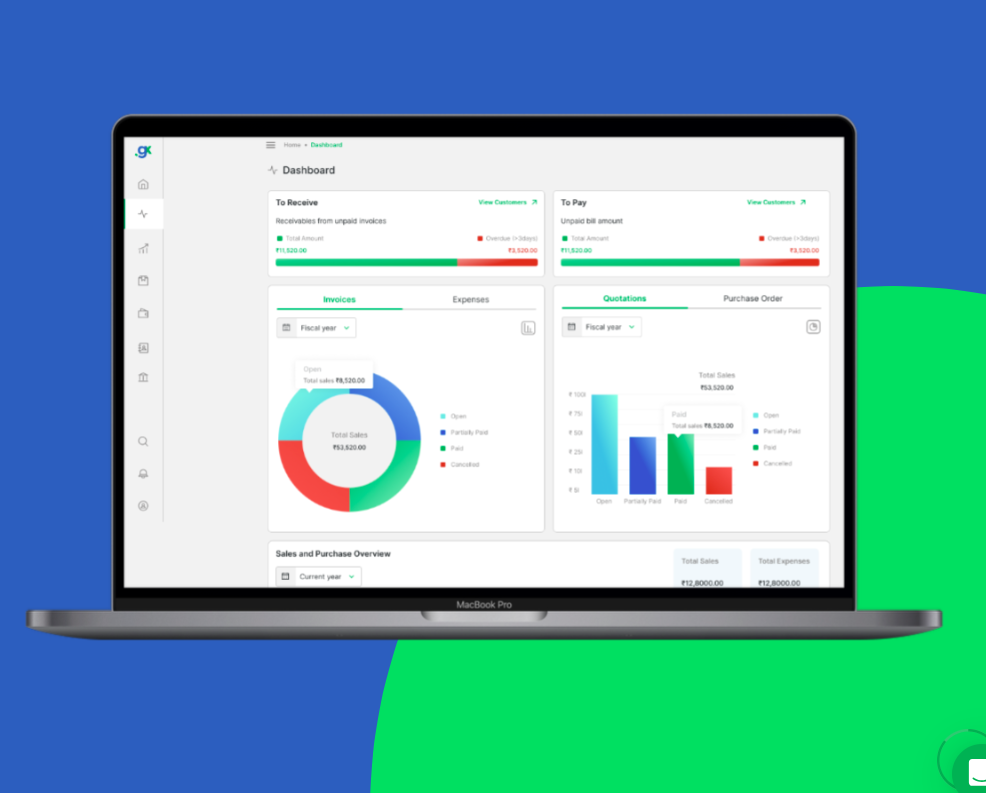 .gk
Home • Dashboard
Dashboard
To Receive
View Customers
Receivables from unpaid invoices
Total Amount
Overdue (>3days)
₹11,520.00
₹3,520.00
To Pay
View Customers
Unpaid bill amount
Total Amount
Overdue (>3days)
₹11,520.00
₹3,520.00
Invoices
Expenses
Fiscal year
Open
Total sales ₹8,520.00
Total Sales
₹53,520.00
Open
Partially Paid
Paid
Cancelled
Quotations
Purchase Order
Fiscal year
Total Sales
₹53,520.00
₹ 100
₹ 75
₹ 50
₹ 25
₹ 10
₹ 5
Paid
Total sales ₹8,520.00
Open
Partially Paid
Paid
Cancelled
Open
Partially Paid
Paid
Cancelled
Sales and Purchase Overview
Current year
Total Sales
₹12,8000.00
Total Expenses
₹12,8000.00
MacBook Pro